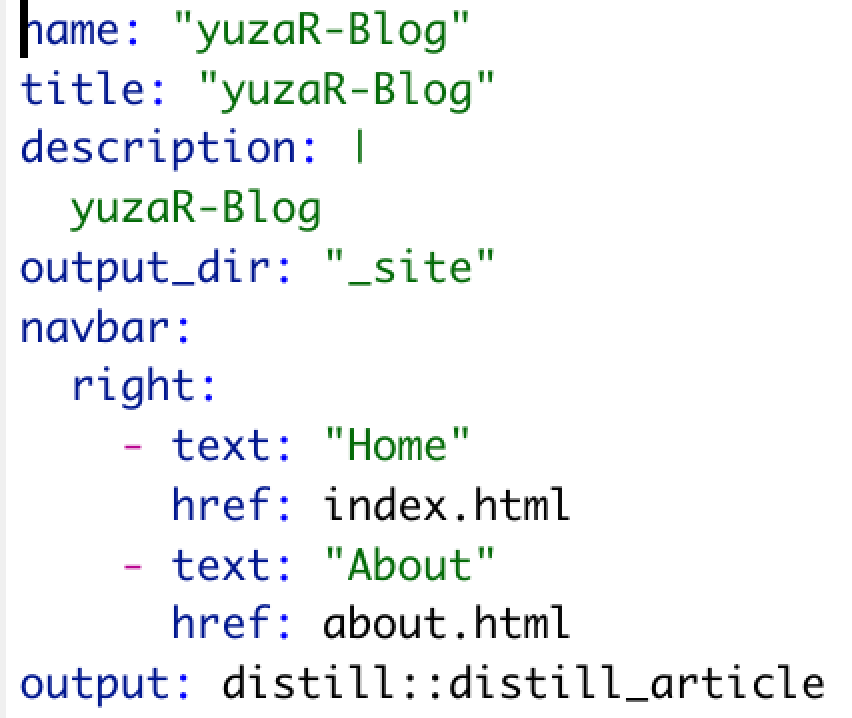 name: "yuzaR-Blog"
title: "yuzaR-Blog"
description: |
  yuzaR-Blog
output_dir: "_site"
navbar:
  right:
    - text: "Home"
      href: index.html
    - text: "About"
      href: about.html
output: distill::distill_article